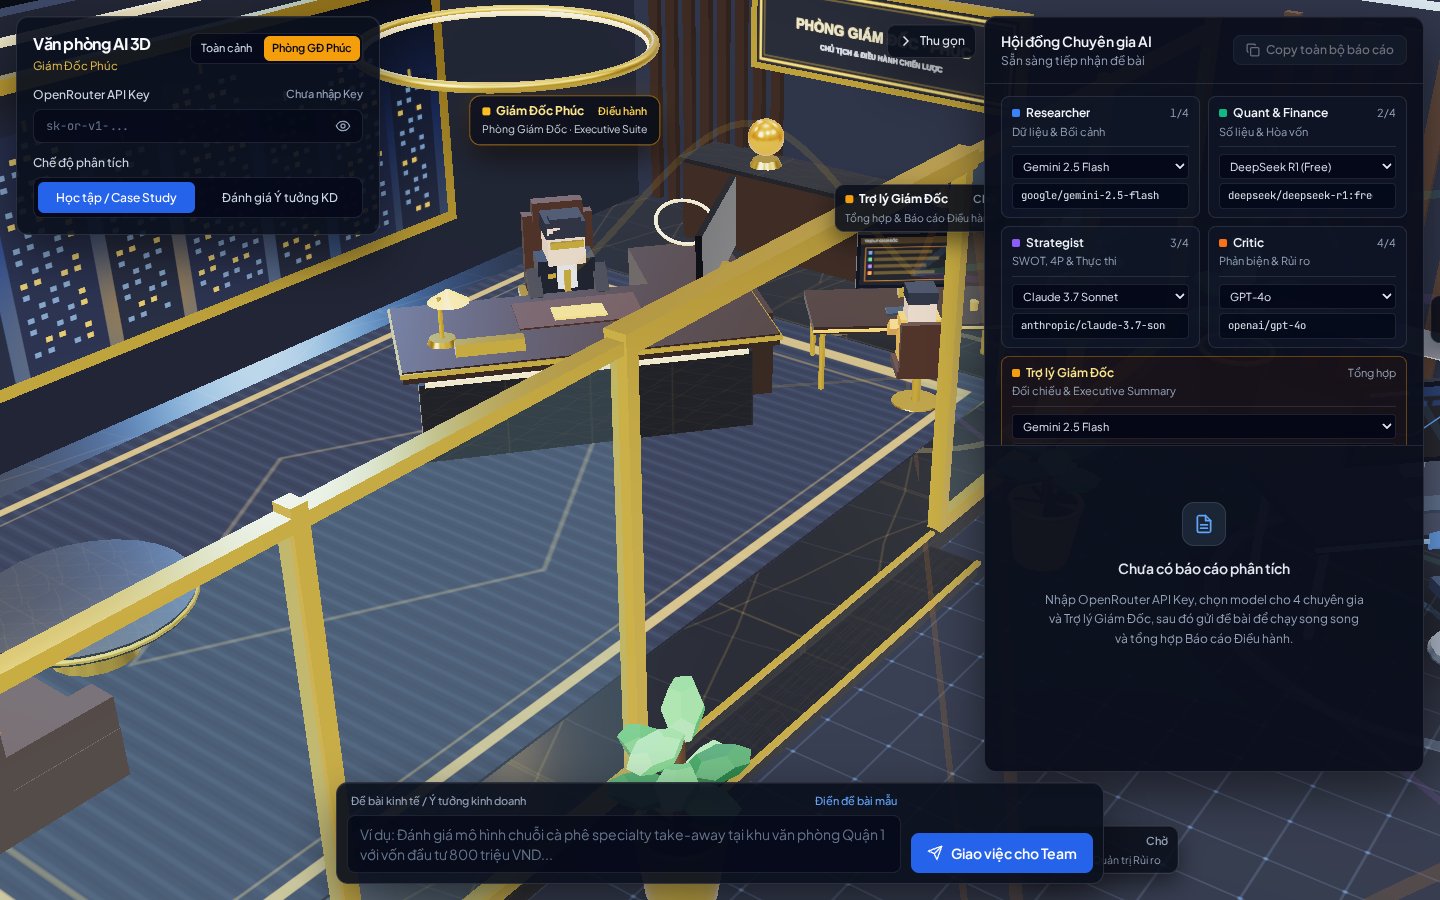 Văn phòng AI 3D
Giám Đốc Phúc
Toàn cảnh
Phòng GĐ Phúc
OpenRouter API Key
Chưa nhập Key
sk-or-v1-...
Chế độ phân tích
Học tập / Case Study
Đánh giá Ý tưởng KD
Giám Đốc Phúc
Điều hành
Phòng Giám Đốc · Executive Suite
PHÒNG GIÁM
CHỦ TỊCH & ĐIỀU HÀNH CHIẾN LƯỢC
Thu gọn
Trợ lý Giám Đốc
Tổng hợp & Báo cáo Điều hà
Hội đồng Chuyên gia AI
Sẵn sàng tiếp nhận đề bài
Copy toàn bộ báo cáo
Researcher
1/4
Dữ liệu & Bối cảnh
Gemini 2.5 Flash
google/gemini-2.5-flash
Quant & Finance
2/4
Số liệu & Hòa vốn
DeepSeek R1 (Free)
deepseek/deepseek-r1:fre
Strategist
3/4
SWOT, 4P & Thực thi
Claude 3.7 Sonnet
anthropic/claude-3.7-son
Critic
4/4
Phản biện & Rủi ro
GPT-4o
openai/gpt-4o
Trợ lý Giám Đốc
Tổng hợp
Đối chiếu & Executive Summary
Gemini 2.5 Flash
Chưa có báo cáo phân tích
Nhập OpenRouter API Key, chọn model cho 4 chuyên gia
và Trợ lý Giám Đốc, sau đó gửi đề bài để chạy song song
và tổng hợp Báo cáo Điều hành.
Đề bài kinh tế / Ý tưởng kinh doanh
Điền đề bài mẫu
Ví dụ: Đánh giá mô hình chuỗi cà phê specialty take-away tại khu văn phòng Quận 1
với vốn đầu tư 800 triệu VND...
Giao việc cho Team
Chờ
Quản trị Rủi ro